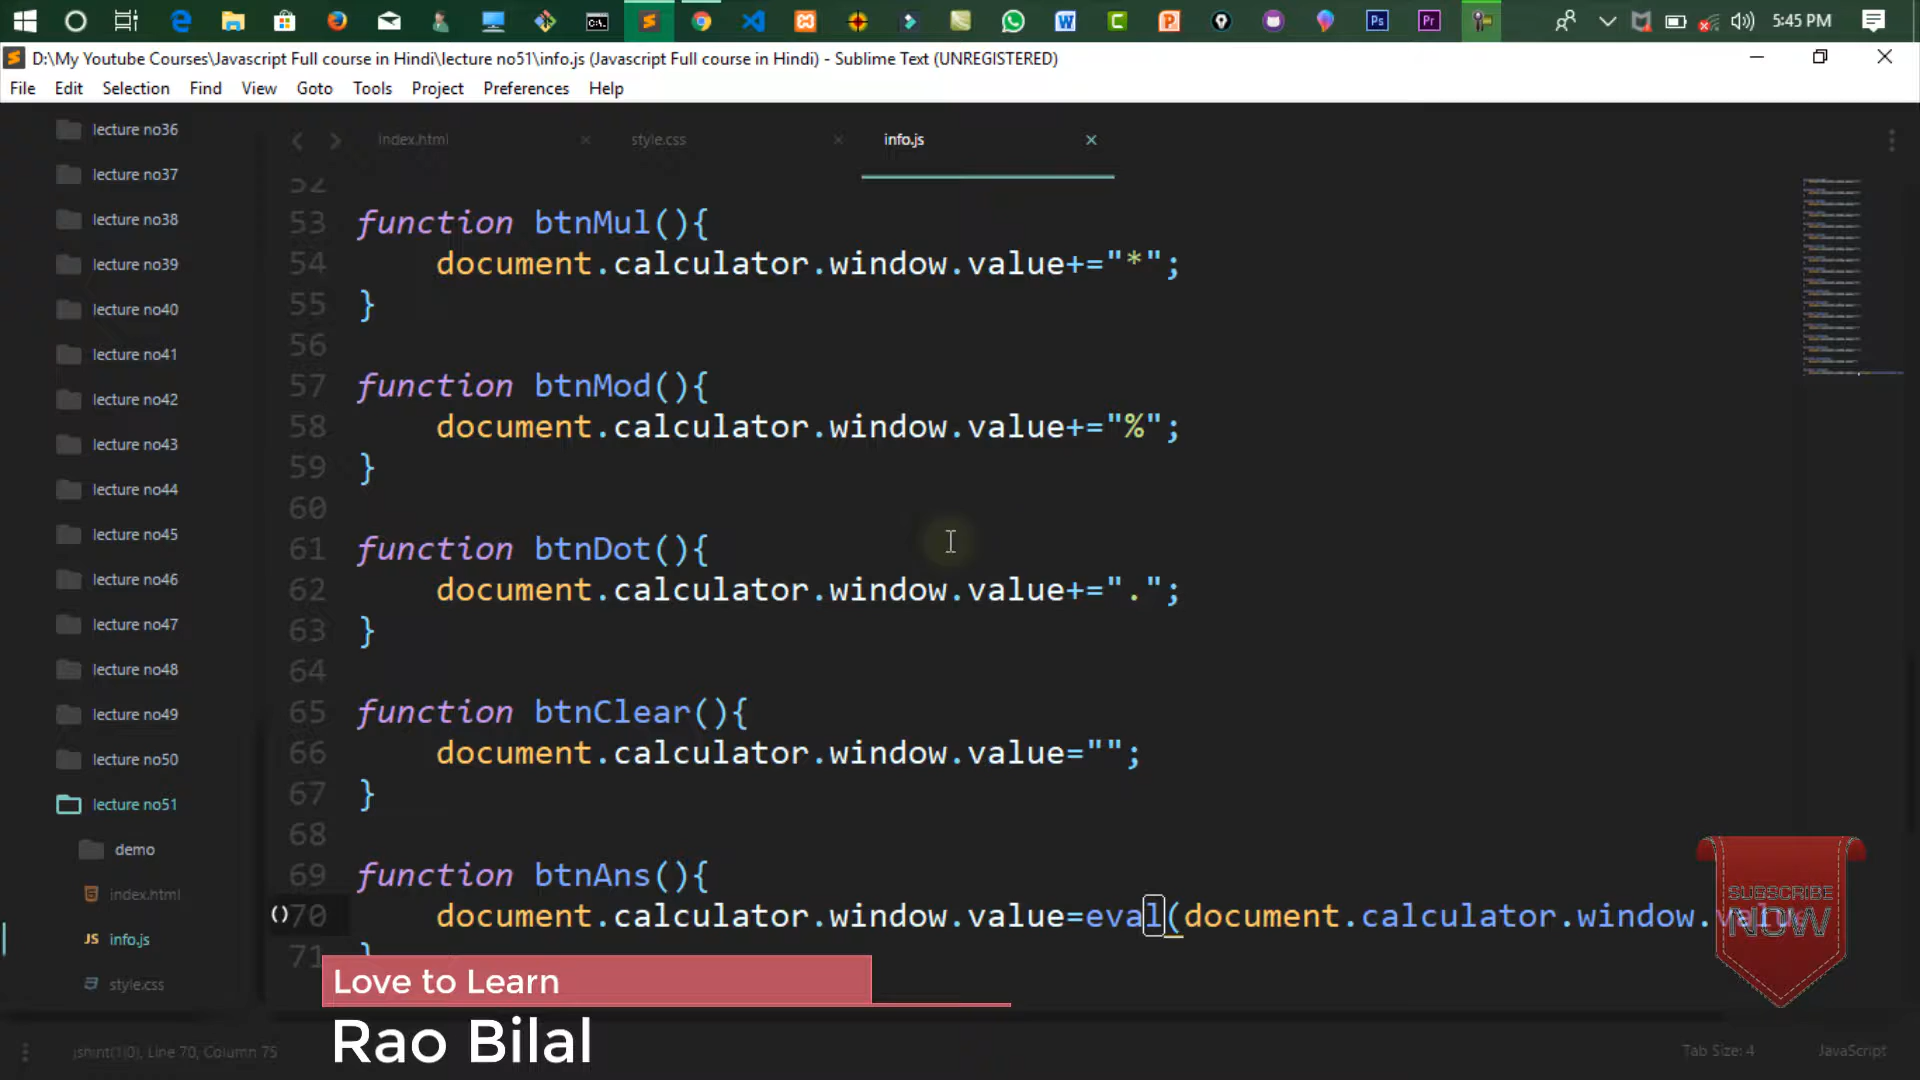 5:45 PM
D:\My Youtube Courses\Javascript Full course in Hindi\lecture no51\info.js (Javascript Full course in Hindi) - Sublime Text (UNREGISTERED)
File Edit Selection Find View Goto Tools Project Preferences Help
index.html style.css info.js
lecture no36
lecture no37
lecture no38
lecture no39
lecture no40
lecture no41
lecture no42
lecture no43
lecture no44
lecture no45
lecture no46
lecture no47
lecture no48
lecture no49
lecture no50
lecture no51
demo
index.html
JS info.js
style.css
52
53 function btnMul(){
54 document.calculator.window.value+="*";
55 }
56
57 function btnMod(){
58 document.calculator.window.value+="%";
59 }
60
61 function btnDot(){
62 document.calculator.window.value+=".";
63 }
64
65 function btnClear(){
66 document.calculator.window.value="";
67 }
68
69 function btnAns(){
()70 document.calculator.window.value=eval(document.calculator.window.value
71 }
SUBSCRIBE
NOW
Love to Learn
Rao Bilal
Line 70, Column 75
Tab Size: 4 JavaScript